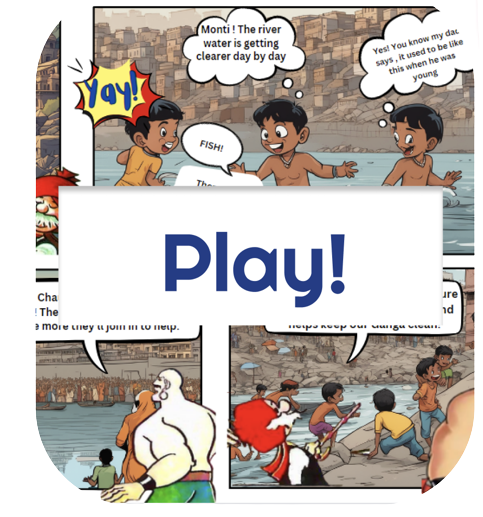 Monti ! The river
water is getting
clearer day by day
Yes! You know my
says , it used to be like
this when he was
young
Yay!
FISH!
Play!
! The
more they'll join in to help.
helps keep our Ganga clean.